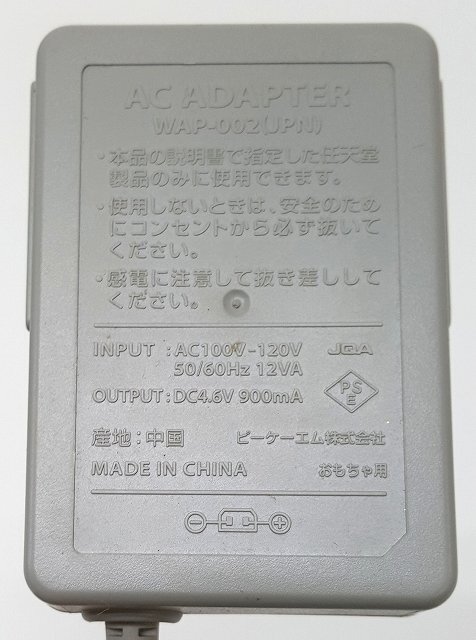 AC ADAPTER
WAP-002(JPN)
・本品の説明書で指定した任天堂
製品のみに使用できます。
・使用しないときは、安全のため
にコンセントから必ず抜いて
ください。
・感電に注意して抜き差しして
ください。
INPUT :AC100V-120V JQA
50/60Hz 12VA
OUTPUT:DC4.6V 900mA PSE
産地:中国 ピーケーエム株式会社
MADE IN CHINA おもちゃ用